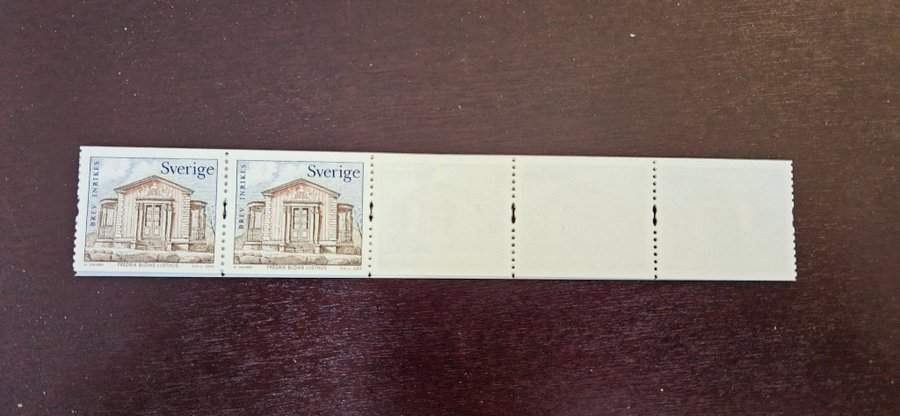 Sverige
BREV INRIKES
FREDRIK BLOMS LUSTHUS
Sverige
BREV INRIKES
FREDRIK BLOMS LUSTHUS